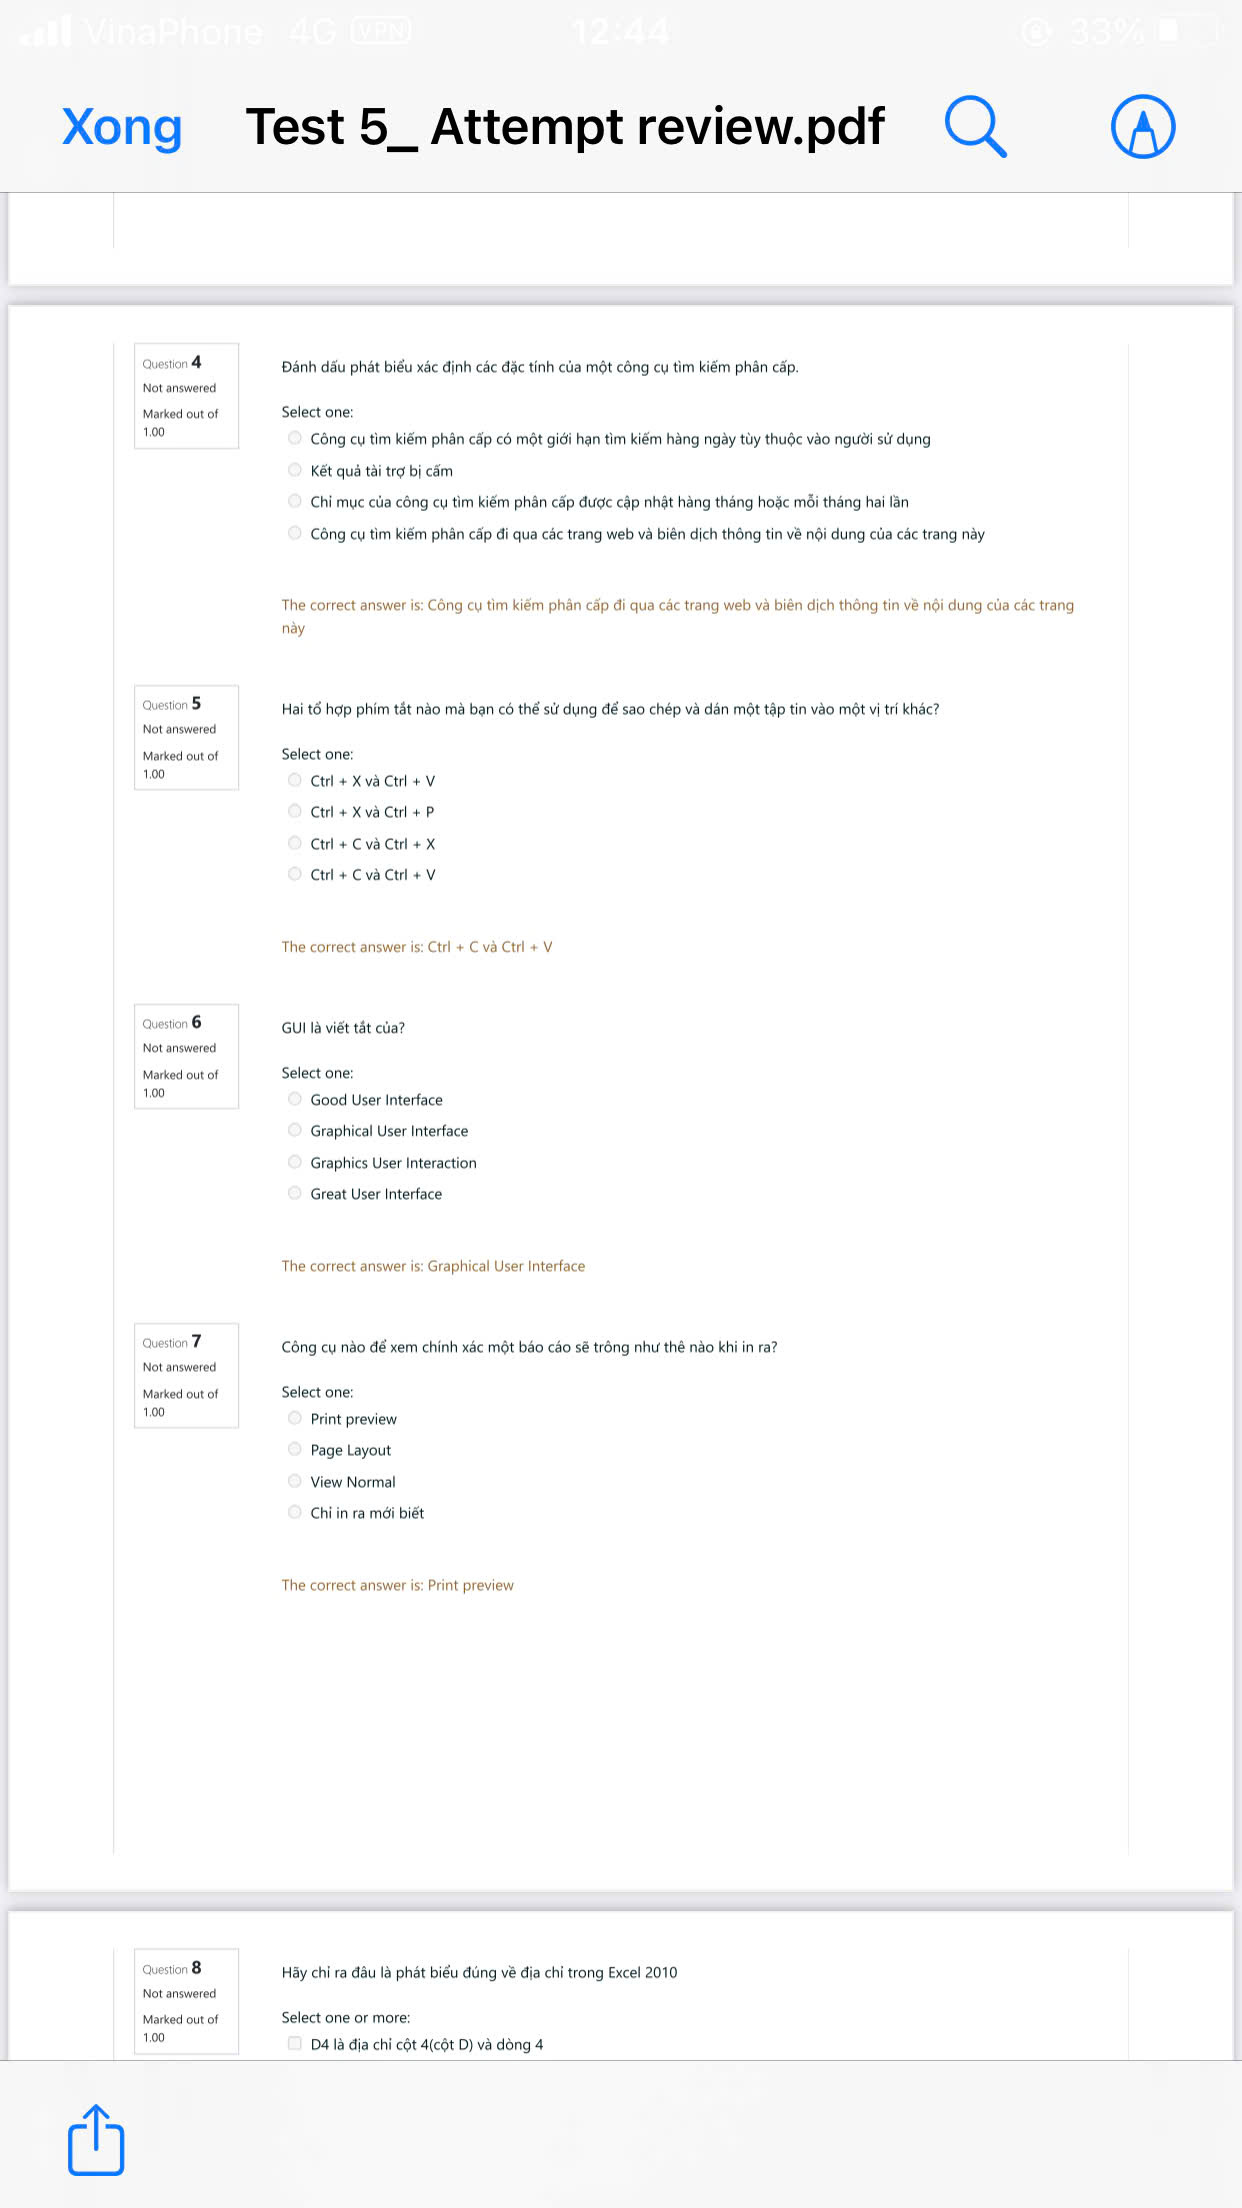 VinaPhone 4G VPN 12:44 33%
Xong Test 5_ Attempt review.pdf
Question 4
Not answered
Marked out of
1.00
Đánh dấu phát biểu xác định các đặc tính của một công cụ tìm kiếm phân cấp.
Select one:
Công cụ tìm kiếm phân cấp có một giới hạn tìm kiếm hàng ngày tùy thuộc vào người sử dụng
Kết quả tài trợ bị cấm
Chỉ mục của công cụ tìm kiếm phân cấp được cập nhật hàng tháng hoặc mỗi tháng hai lần
Công cụ tìm kiếm phân cấp đi qua các trang web và biên dịch thông tin về nội dung của các trang này
The correct answer is: Công cụ tìm kiếm phân cấp đi qua các trang web và biên dịch thông tin về nội dung của các trang
này
Question 5
Not answered
Marked out of
1.00
Hai tổ hợp phím tắt nào mà bạn có thể sử dụng để sao chép và dán một tập tin vào một vị trí khác?
Select one:
Ctrl + X và Ctrl + V
Ctrl + X và Ctrl + P
Ctrl + C và Ctrl + X
Ctrl + C và Ctrl + V
The correct answer is: Ctrl + C và Ctrl + V
Question 6
Not answered
Marked out of
1.00
GUI là viết tắt của?
Select one:
Good User Interface
Graphical User Interface
Graphics User Interaction
Great User Interface
The correct answer is: Graphical User Interface
Question 7
Not answered
Marked out of
1.00
Công cụ nào để xem chính xác một báo cáo sẽ trông như thê nào khi in ra?
Select one:
Print preview
Page Layout
View Normal
Chỉ in ra mới biết
The correct answer is: Print preview
Question 8
Not answered
Marked out of
1.00
Hãy chỉ ra đâu là phát biểu đúng về địa chỉ trong Excel 2010
Select one or more:
D4 là địa chỉ cột 4(cột D) và dòng 4